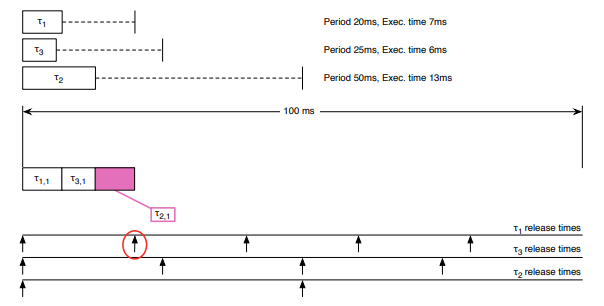 τ1 Period 20ms, Exec. time 7ms
τ3 Period 25ms, Exec. time 6ms
τ2 Period 50ms, Exec. time 13ms
100 ms
τ1,1 τ3,1
τ2,1
τ1 release times
τ3 release times
τ2 release times